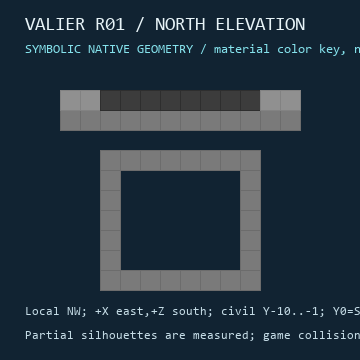 VALIER R01 / NORTH ELEVATION
SYMBOLIC NATIVE GEOMETRY / material color key, n
Local NW; +X east,+Z south; civil Y-10..-1; Y0=S
Partial silhouettes are measured; game collision